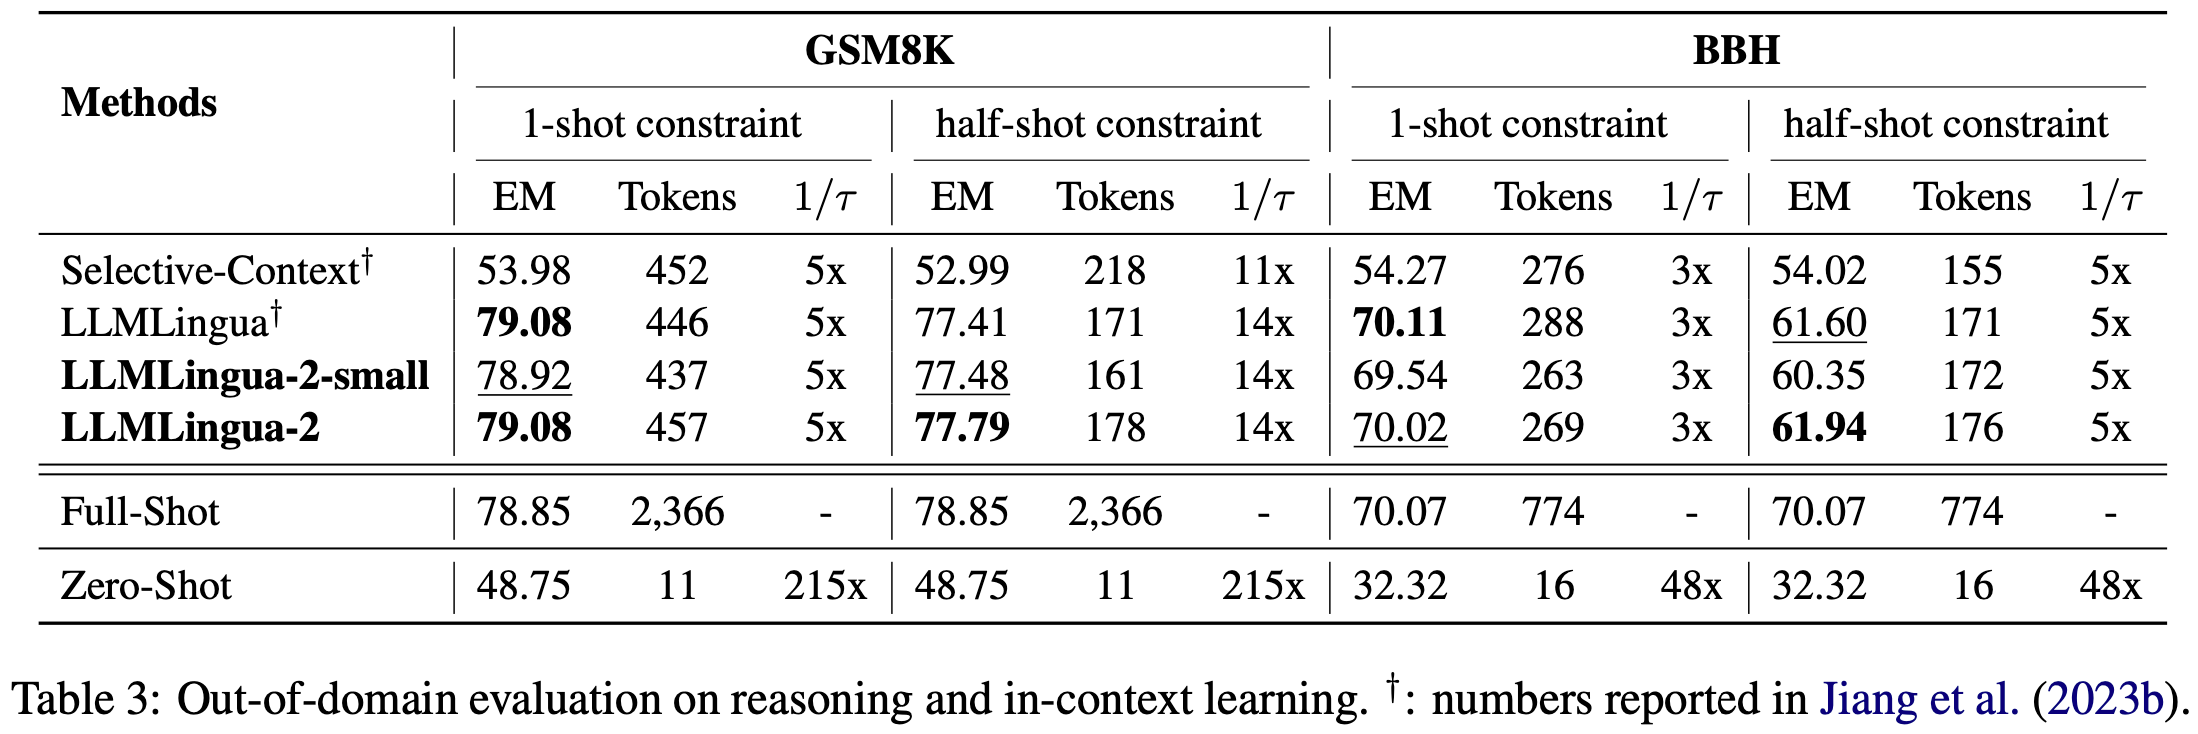 GSM8K BBH
Methods
1-shot constraint half-shot constraint 1-shot constraint half-shot constraint
EM Tokens 1/τ EM Tokens 1/τ EM Tokens 1/τ EM Tokens 1/τ
Selective-Context† 53.98 452 5x 52.99 218 11x 54.27 276 3x 54.02 155 5x
LLMLingua† 79.08 446 5x 77.41 171 14x 70.11 288 3x 61.60 171 5x
LLMLingua-2-small 78.92 437 5x 77.48 161 14x 69.54 263 3x 60.35 172 5x
LLMLingua-2 79.08 457 5x 77.79 178 14x 70.02 269 3x 61.94 176 5x
Full-Shot 78.85 2,366 - 78.85 2,366 - 70.07 774 - 70.07 774 -
Zero-Shot 48.75 11 215x 48.75 11 215x 32.32 16 48x 32.32 16 48x
Table 3: Out-of-domain evaluation on reasoning and in-context learning. †: numbers reported in Jiang et al. (2023b).